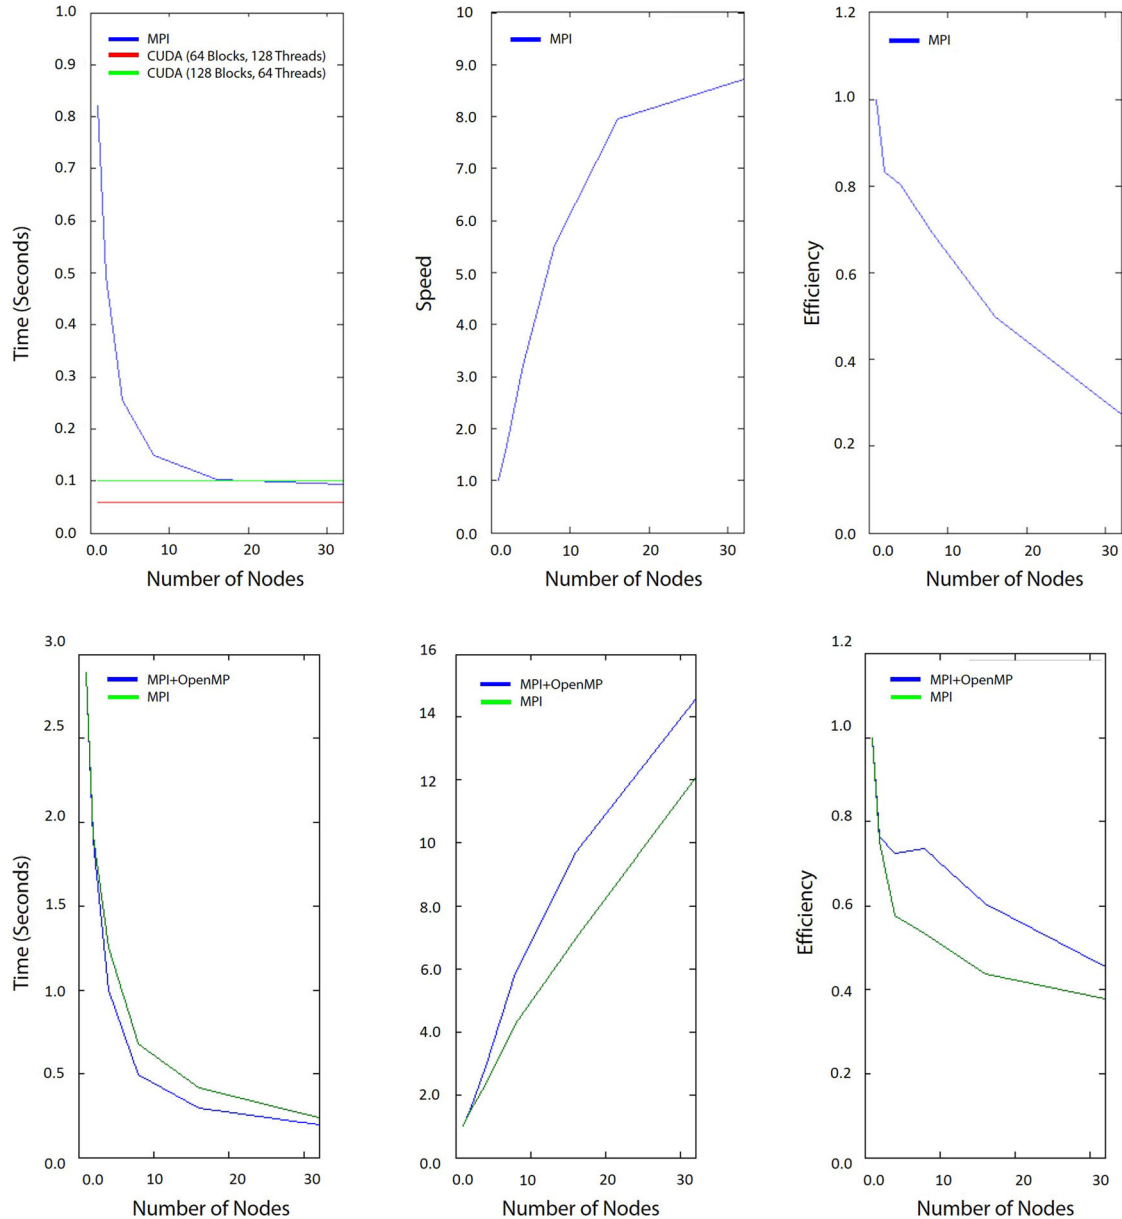 1.0
0.9
0.8
0.7
0.6
0.5
0.4
0.3
0.2
0.1
0.0
Time (Seconds)
MPI
CUDA (64 Blocks, 128 Threads)
CUDA (128 Blocks, 64 Threads)
0.0 10 20 30
Number of Nodes
10
9.0
8.0
7.0
6.0
5.0
4.0
3.0
2.0
1.0
0.0
Speed
MPI
0.0 10 20 30
Number of Nodes
1.2
1.0
0.8
0.6
0.4
0.2
0.0
Efficiency
MPI
0.0 10 20 30
Number of Nodes
3.0
2.5
2.0
1.5
1.0
0.5
0.0
Time (Seconds)
MPI+OpenMP
MPI
0.0 10 20 30
Number of Nodes
16
14
12
10
8.0
6.0
4.0
2.0
0.0
MPI+OpenMP
MPI
0.0 10 20 30
Number of Nodes
1.2
1.0
0.8
0.6
0.4
0.2
0.0
Efficiency
MPI+OpenMP
MPI
0.0 10 20 30
Number of Nodes